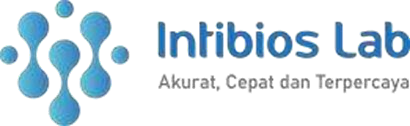 Intibios Lab
Akurat, Cepat dan Terpercaya